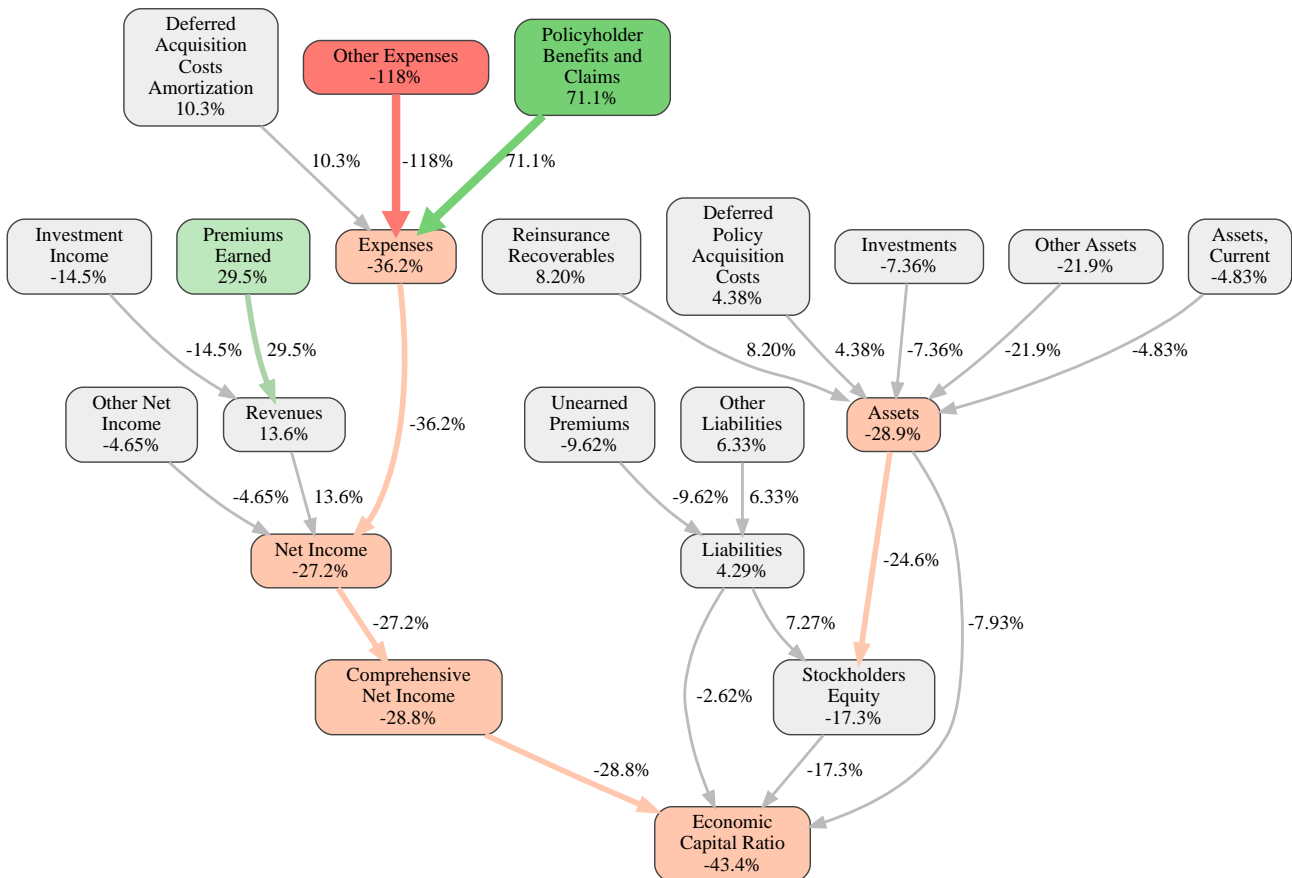 Deferred
Acquisition
Costs
Amortization
10.3%
Other Expenses
-118%
Policyholder
Benefits and
Claims
71.1%
10.3%
-118%
71.1%
Investment
Income
-14.5%
Premiums
Earned
29.5%
Expenses
-36.2%
Reinsurance
Recoverables
8.20%
Deferred
Policy
Acquisition
Costs
4.38%
Investments
-7.36%
Other Assets
-21.9%
Assets,
Current
-4.83%
-14.5%
29.5%
8.20%
4.38%
-7.36%
-21.9%
-4.83%
Other Net
Income
-4.65%
Revenues
13.6%
-36.2%
Unearned
Premiums
-9.62%
Other
Liabilities
6.33%
Assets
-28.9%
-4.65%
13.6%
-9.62%
6.33%
Net Income
-27.2%
Liabilities
4.29%
-24.6%
-27.2%
7.27%
-7.93%
Comprehensive
Net Income
-28.8%
-2.62%
Stockholders
Equity
-17.3%
-28.8%
-17.3%
Economic
Capital Ratio
-43.4%